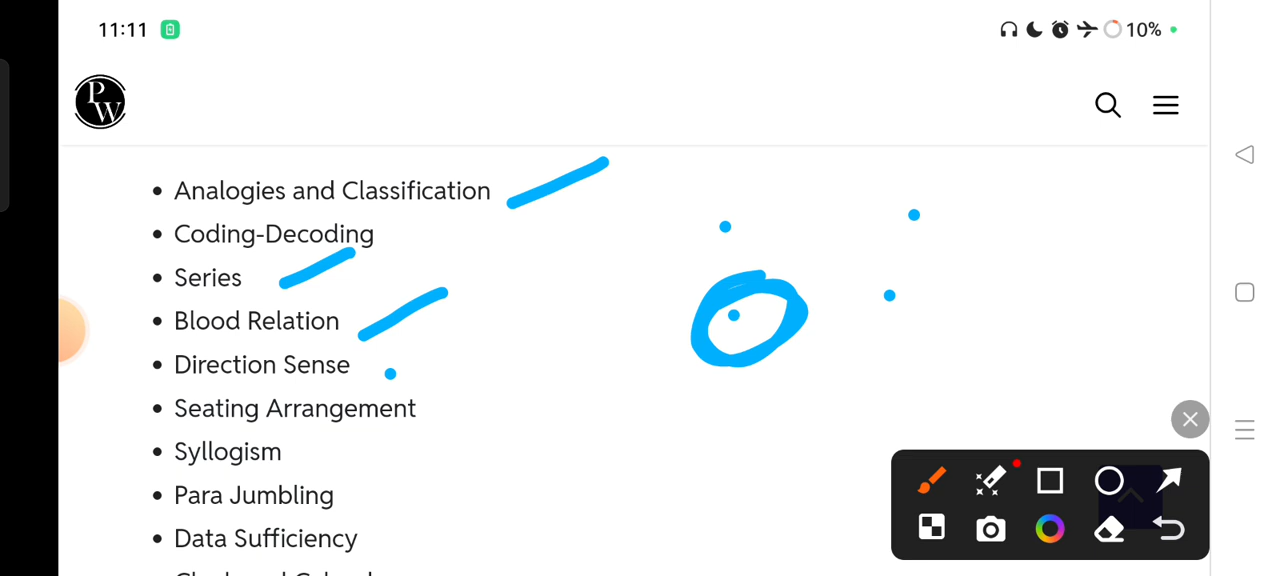 11:11
10%
PW
Analogies and Classification
Coding-Decoding
Series
Blood Relation
Direction Sense
Seating Arrangement
Syllogism
Para Jumbling
Data Sufficiency